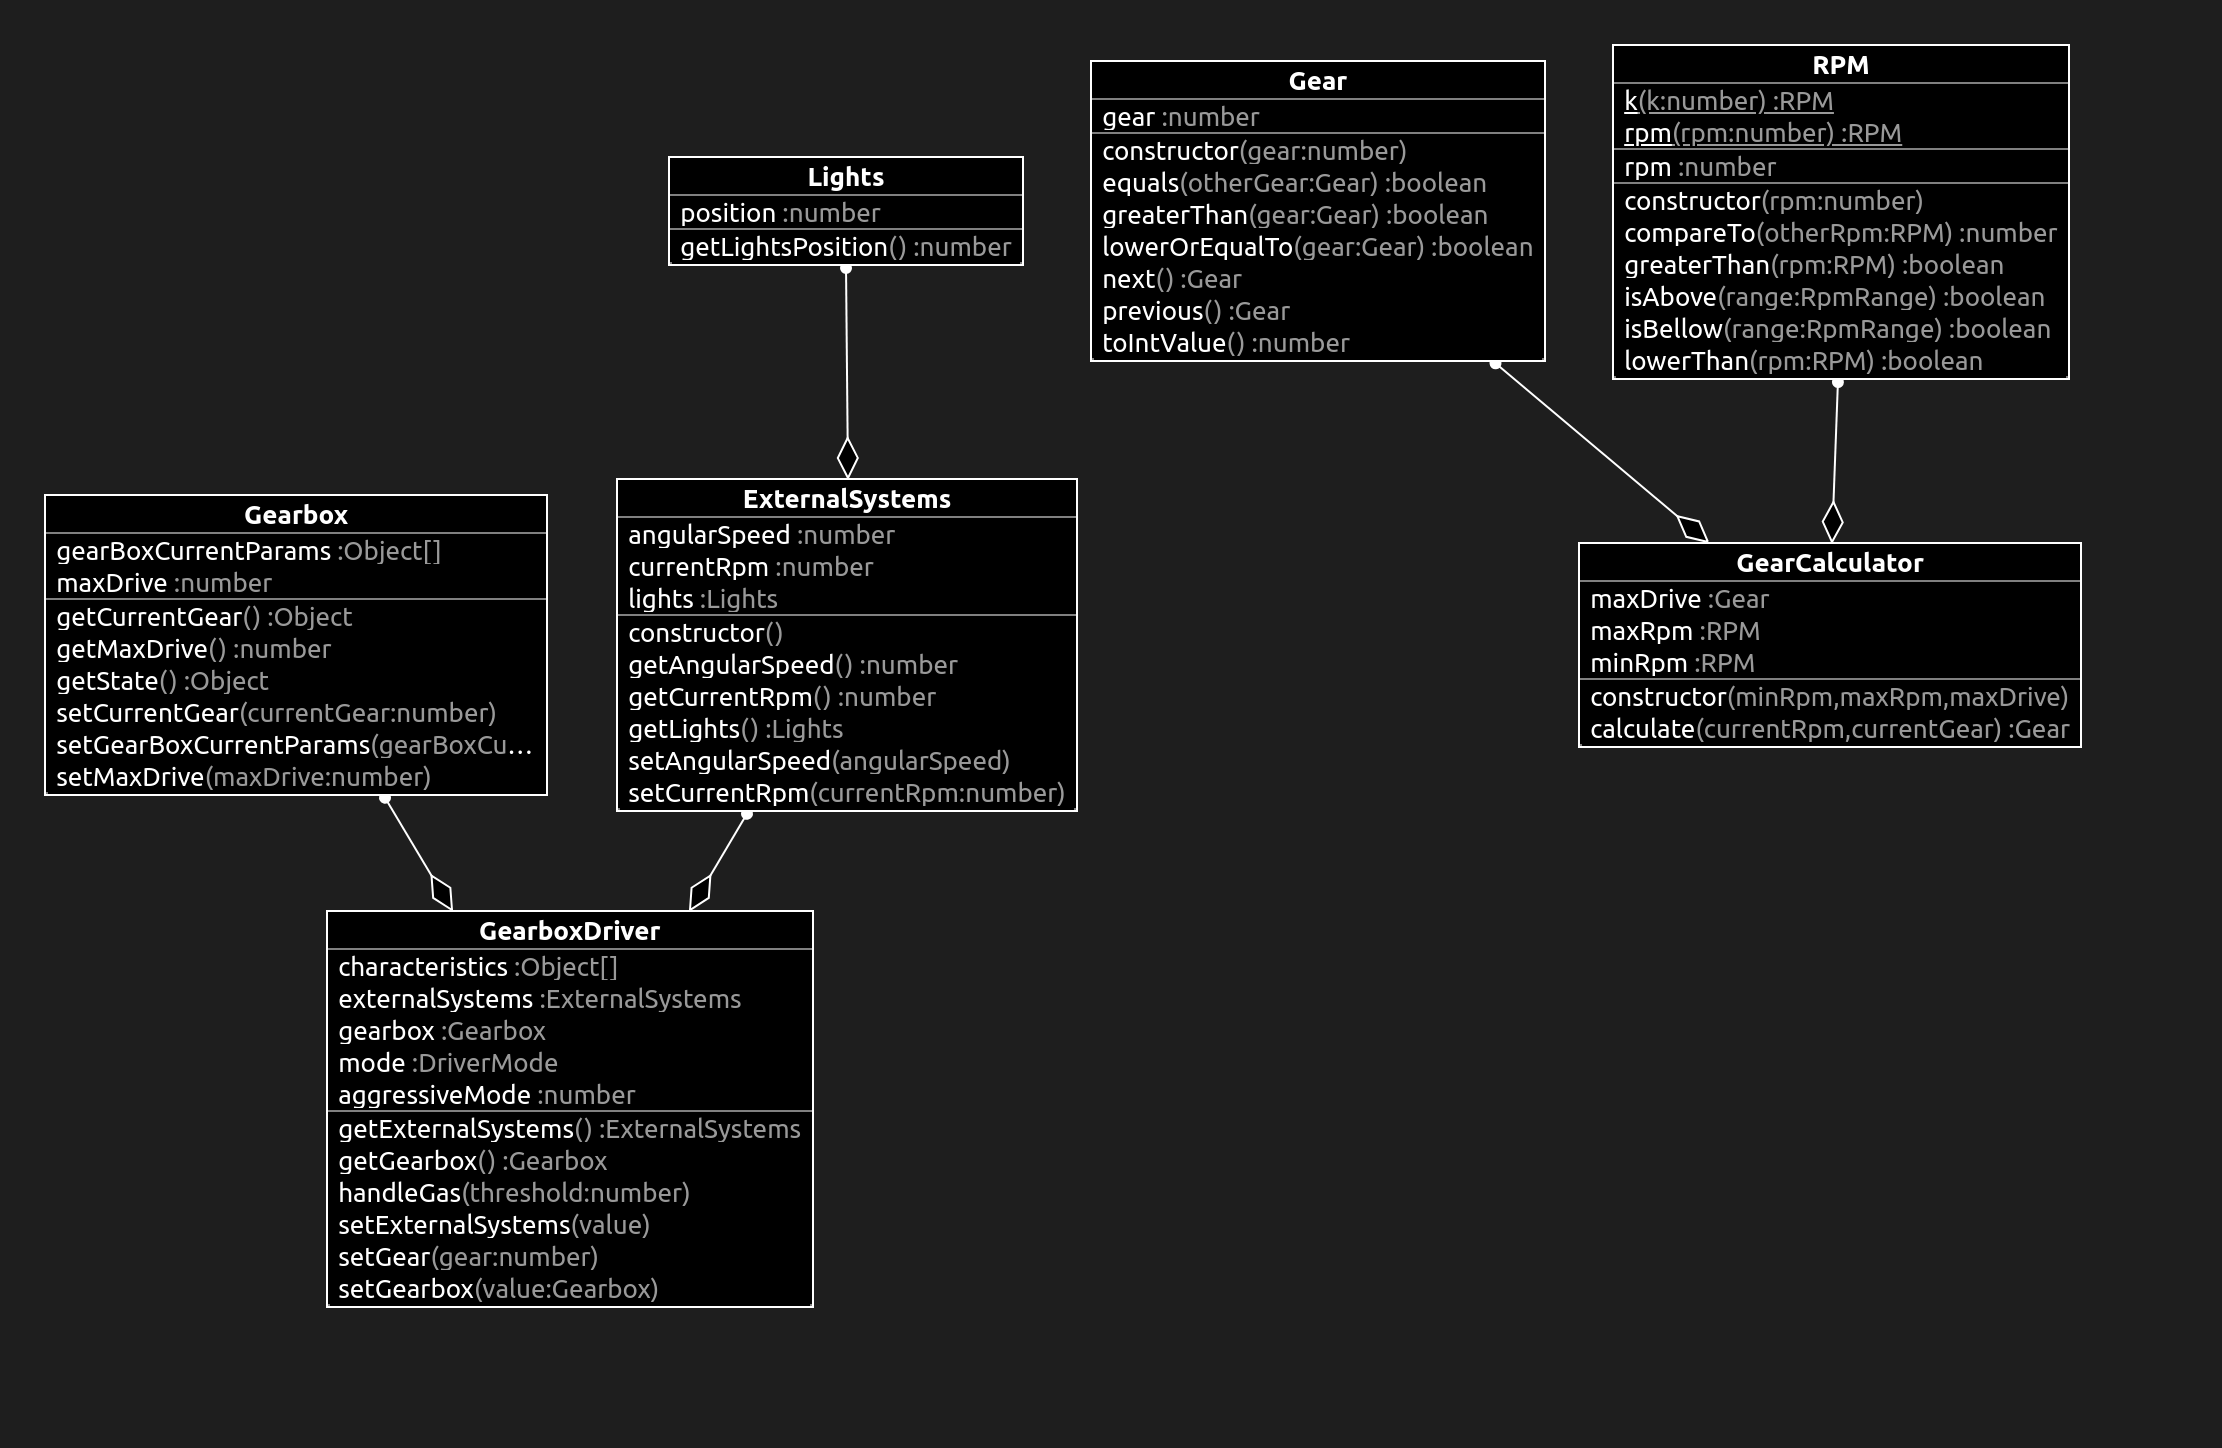 Gear
gear :number
constructor(gear:number)
equals(otherGear:Gear) :boolean
greaterThan(gear:Gear) :boolean
lowerOrEqualTo(gear:Gear) :boolean
next() :Gear
previous() :Gear
toIntValue() :number
RPM
k(k:number) :RPM
rpm(rpm:number) :RPM
rpm :number
constructor(rpm:number)
compareTo(otherRpm:RPM) :number
greaterThan(rpm:RPM) :boolean
isAbove(range:RpmRange) :boolean
isBellow(range:RpmRange) :boolean
lowerThan(rpm:RPM) :boolean
Lights
position :number
getLightsPosition() :number
Gearbox
gearBoxCurrentParams :Object[]
maxDrive :number
getCurrentGear() :Object
getMaxDrive() :number
getState() :Object
setCurrentGear(currentGear:number)
setGearBoxCurrentParams(gearBoxCu…
setMaxDrive(maxDrive:number)
ExternalSystems
angularSpeed :number
currentRpm :number
lights :Lights
constructor()
getAngularSpeed() :number
getCurrentRpm() :number
getLights() :Lights
setAngularSpeed(angularSpeed)
setCurrentRpm(currentRpm:number)
GearCalculator
maxDrive :Gear
maxRpm :RPM
minRpm :RPM
constructor(minRpm,maxRpm,maxDrive)
calculate(currentRpm,currentGear) :Gear
GearboxDriver
characteristics :Object[]
externalSystems :ExternalSystems
gearbox :Gearbox
mode :DriverMode
aggressiveMode :number
getExternalSystems() :ExternalSystems
getGearbox() :Gearbox
handleGas(threshold:number)
setExternalSystems(value)
setGear(gear:number)
setGearbox(value:Gearbox)